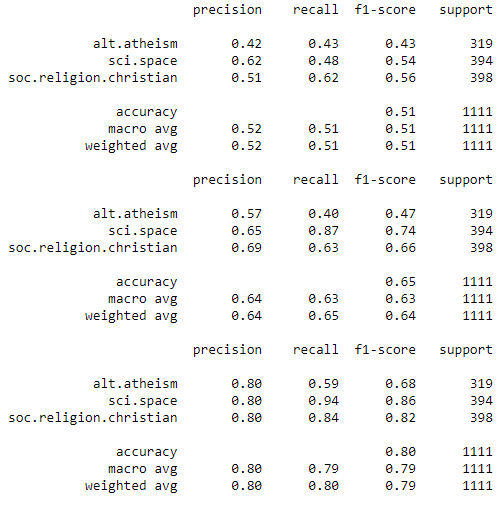 precision recall f1-score support
alt.atheism 0.42 0.43 0.43 319
sci.space 0.62 0.48 0.54 394
soc.religion.christian 0.51 0.62 0.56 398
accuracy 0.51 1111
macro avg 0.52 0.51 0.51 1111
weighted avg 0.52 0.51 0.51 1111
precision recall f1-score support
alt.atheism 0.57 0.40 0.47 319
sci.space 0.65 0.87 0.74 394
soc.religion.christian 0.69 0.63 0.66 398
accuracy 0.65 1111
macro avg 0.64 0.63 0.63 1111
weighted avg 0.64 0.65 0.64 1111
precision recall f1-score support
alt.atheism 0.80 0.59 0.68 319
sci.space 0.80 0.94 0.86 394
soc.religion.christian 0.80 0.84 0.82 398
accuracy 0.80 1111
macro avg 0.80 0.79 0.79 1111
weighted avg 0.80 0.80 0.79 1111